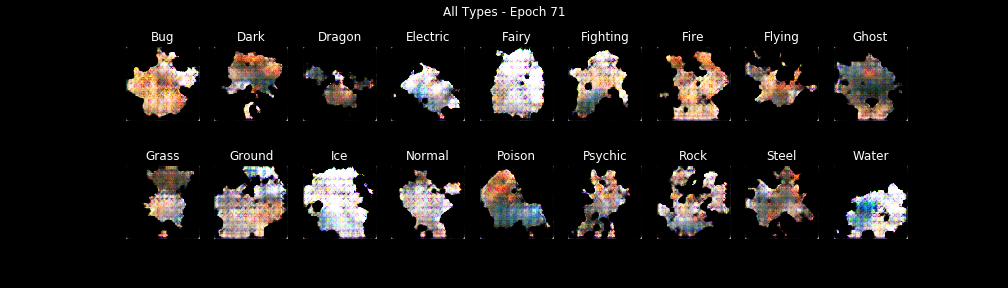 All Types - Epoch 71
Bug Dark Dragon Electric Fairy Fighting Fire Flying Ghost
Grass Ground Ice Normal Poison Psychic Rock Steel Water